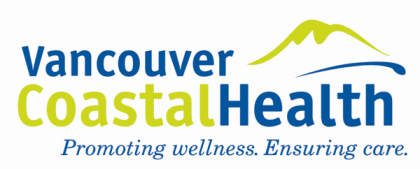 Vancouver
CoastalHealth
Promoting wellness. Ensuring care.